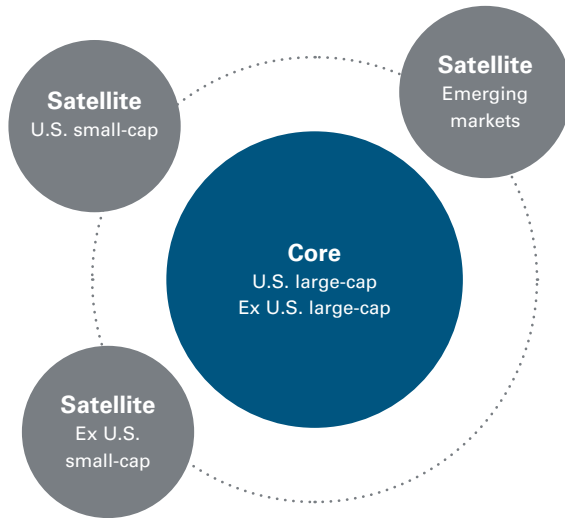 Satellite
U.S. small-cap
Satellite
Emerging
markets
Core
U.S. large-cap
Ex U.S. large-cap
Satellite
Ex U.S.
small-cap